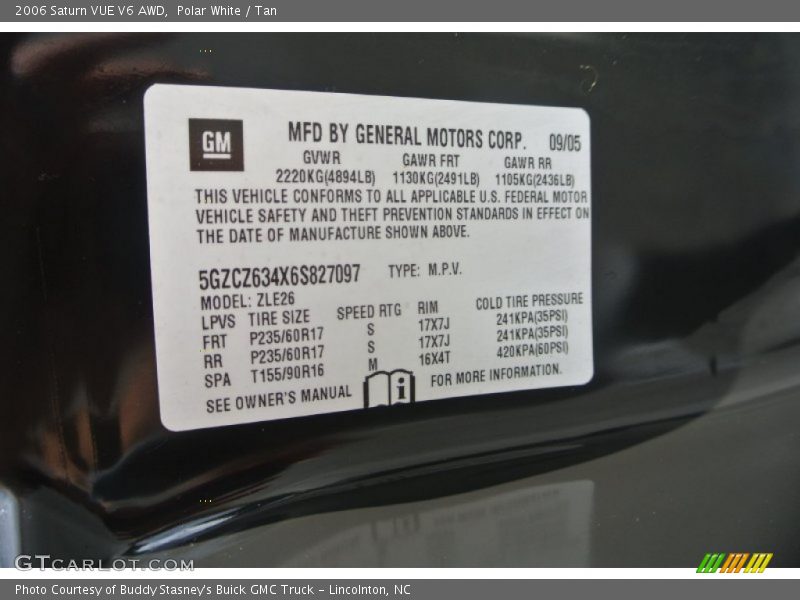 2006 Saturn VUE V6 AWD,  Polar White / Tan
GM
MFD BY GENERAL MOTORS CORP. 09/05
GVWR GAWR FRT GAWR RR
2220KG(4894LB) 1130KG(2491LB) 1105KG(2436LB)
THIS VEHICLE CONFORMS TO ALL APPLICABLE U.S. FEDERAL MOTOR
VEHICLE SAFETY AND THEFT PREVENTION STANDARDS IN EFFECT ON
THE DATE OF MANUFACTURE SHOWN ABOVE.
5GZCZ634X6S827097 TYPE: M.P.V.
MODEL: ZLE26
LPVS TIRE SIZE SPEED RTG RIM COLD TIRE PRESSURE
FRT P235/60R17 S 17X7J 241KPA(35PSI)
RR P235/60R17 S 17X7J 241KPA(35PSI)
SPA T155/90R16 M 16X4T 420KPA(60PSI)
SEE OWNER'S MANUAL i FOR MORE INFORMATION.
GTCARLOT.COM
Photo Courtesy of Buddy Stasney's Buick GMC Truck - Lincolnton, NC